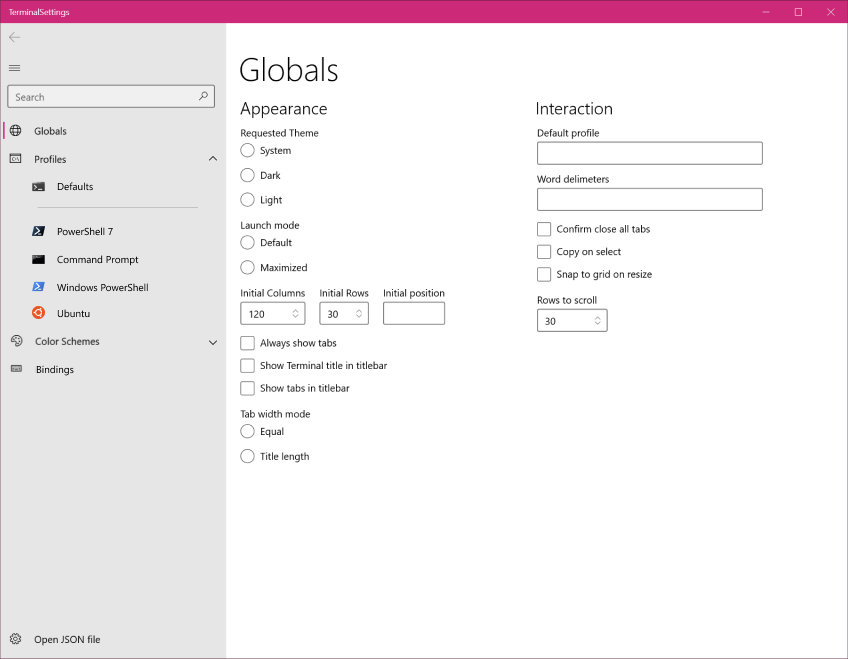 TerminalSettings
Search
Globals
Profiles
Defaults
PowerShell 7
Command Prompt
Windows PowerShell
Ubuntu
Color Schemes
Bindings
Open JSON file
Globals
Appearance
Requested Theme
System
Dark
Light
Launch mode
Default
Maximized
Initial Columns Initial Rows Initial position
120 30
Always show tabs
Show Terminal title in titlebar
Show tabs in titlebar
Tab width mode
Equal
Title length
Interaction
Default profile
Word delimeters
Confirm close all tabs
Copy on select
Snap to grid on resize
Rows to scroll
30